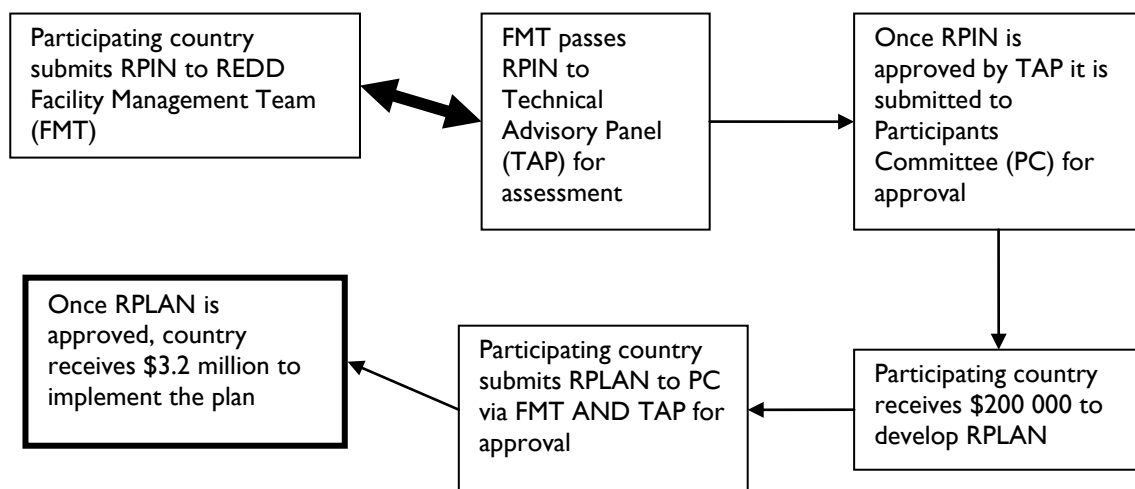 Participating country
submits RPIN to REDD
Facility Management Team
(FMT)
FMT passes
RPIN to
Technical
Advisory Panel
(TAP) for
assessment
Once RPIN is
approved by TAP it is
submitted to
Participants
Committee (PC) for
approval
Participating country
receives $200 000 to
develop RPLAN
Participating country
submits RPLAN to PC
via FMT AND TAP for
approval
Once RPLAN is
approved, country
receives $3.2 million to
implement the plan